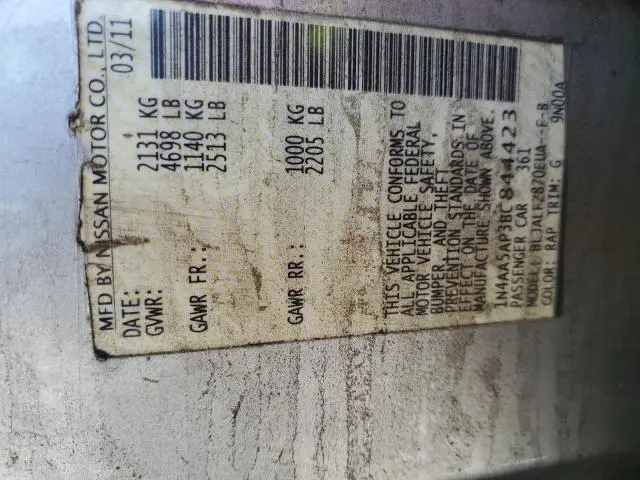 MFD BY NISSAN MOTOR CO., LTD.
DATE: 03/11
GVWR: 2131 KG
4698 LB
GAWR FR.: 1140 KG
2513 LB
GAWR RR.: 1000 KG
2205 LB
THIS VEHICLE CONFORMS TO
ALL APPLICABLE FEDERAL
MOTOR VEHICLE SAFETY,
BUMPER, AND THEFT
PREVENTION STANDARDS IN
EFFECT ON THE DATE OF
MANUFACTURE SHOWN ABOVE.
1N4AA5AP3BC844423
PASSENGER CAR 361
MODEL: BLJALFZ870EUA--E-B
COLOR: RAP TRIM: G 9N00A